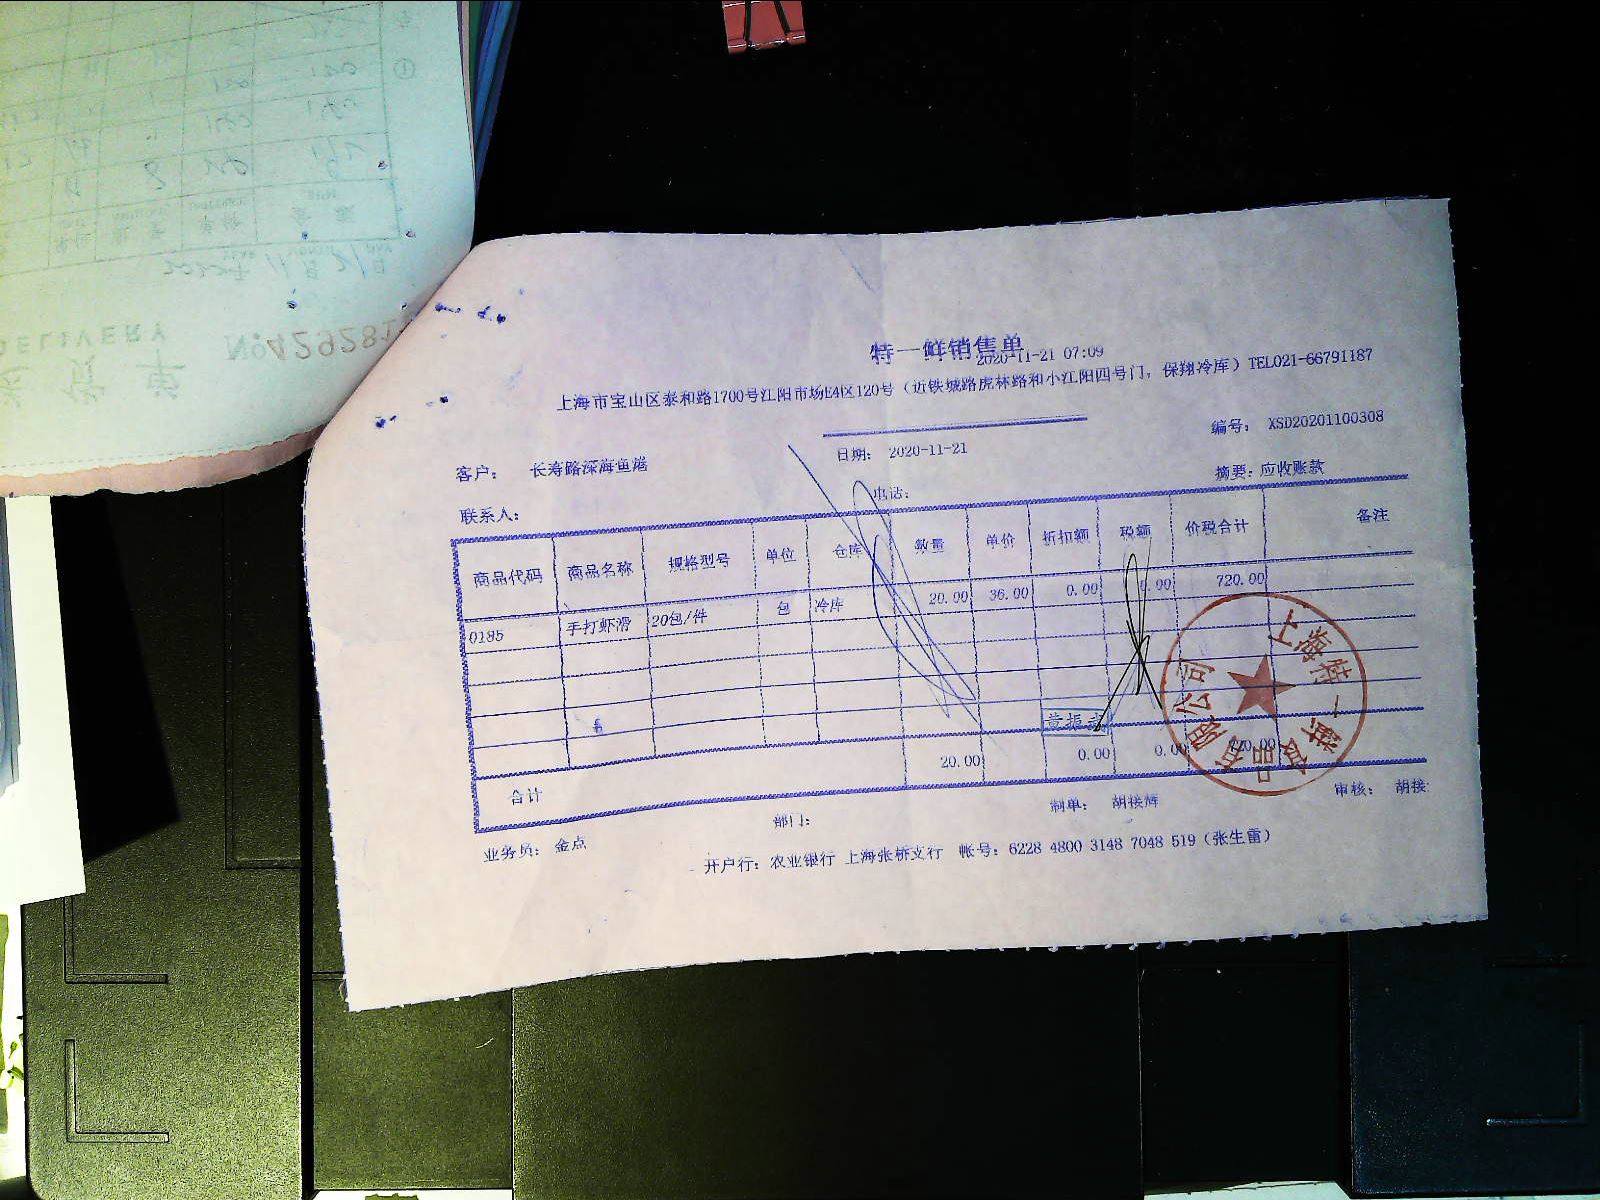 DELIVERY
№429281
特一鲜销售单
2020-11-21 07:09
上海市宝山区泰和路1700号江阳市场E4区120号（近铁城路虎林路和小江阳四号门，保翔冷库）TEL021-66791187
编号： XSD20201100308
日期： 2020-11-21
客户： 长寿路深海鱼港
摘要：应收账款
电话：
联系人：
商品代码 商品名称 规格型号 单位 仓库 数量 单价 折扣额 税额 价税合计 备注
0185 手打虾滑 20包/件 包 冷库 20.00 36.00 0.00 0.00 720.00
合计 20.00 0.00 0.00
业务员： 金点 部门： 制单： 胡接辉 审核： 胡接
开户行：农业银行 上海张桥支行 帐号：6228 4800 3148 7048 519（张生雷）
上海特一鲜食品有限公司